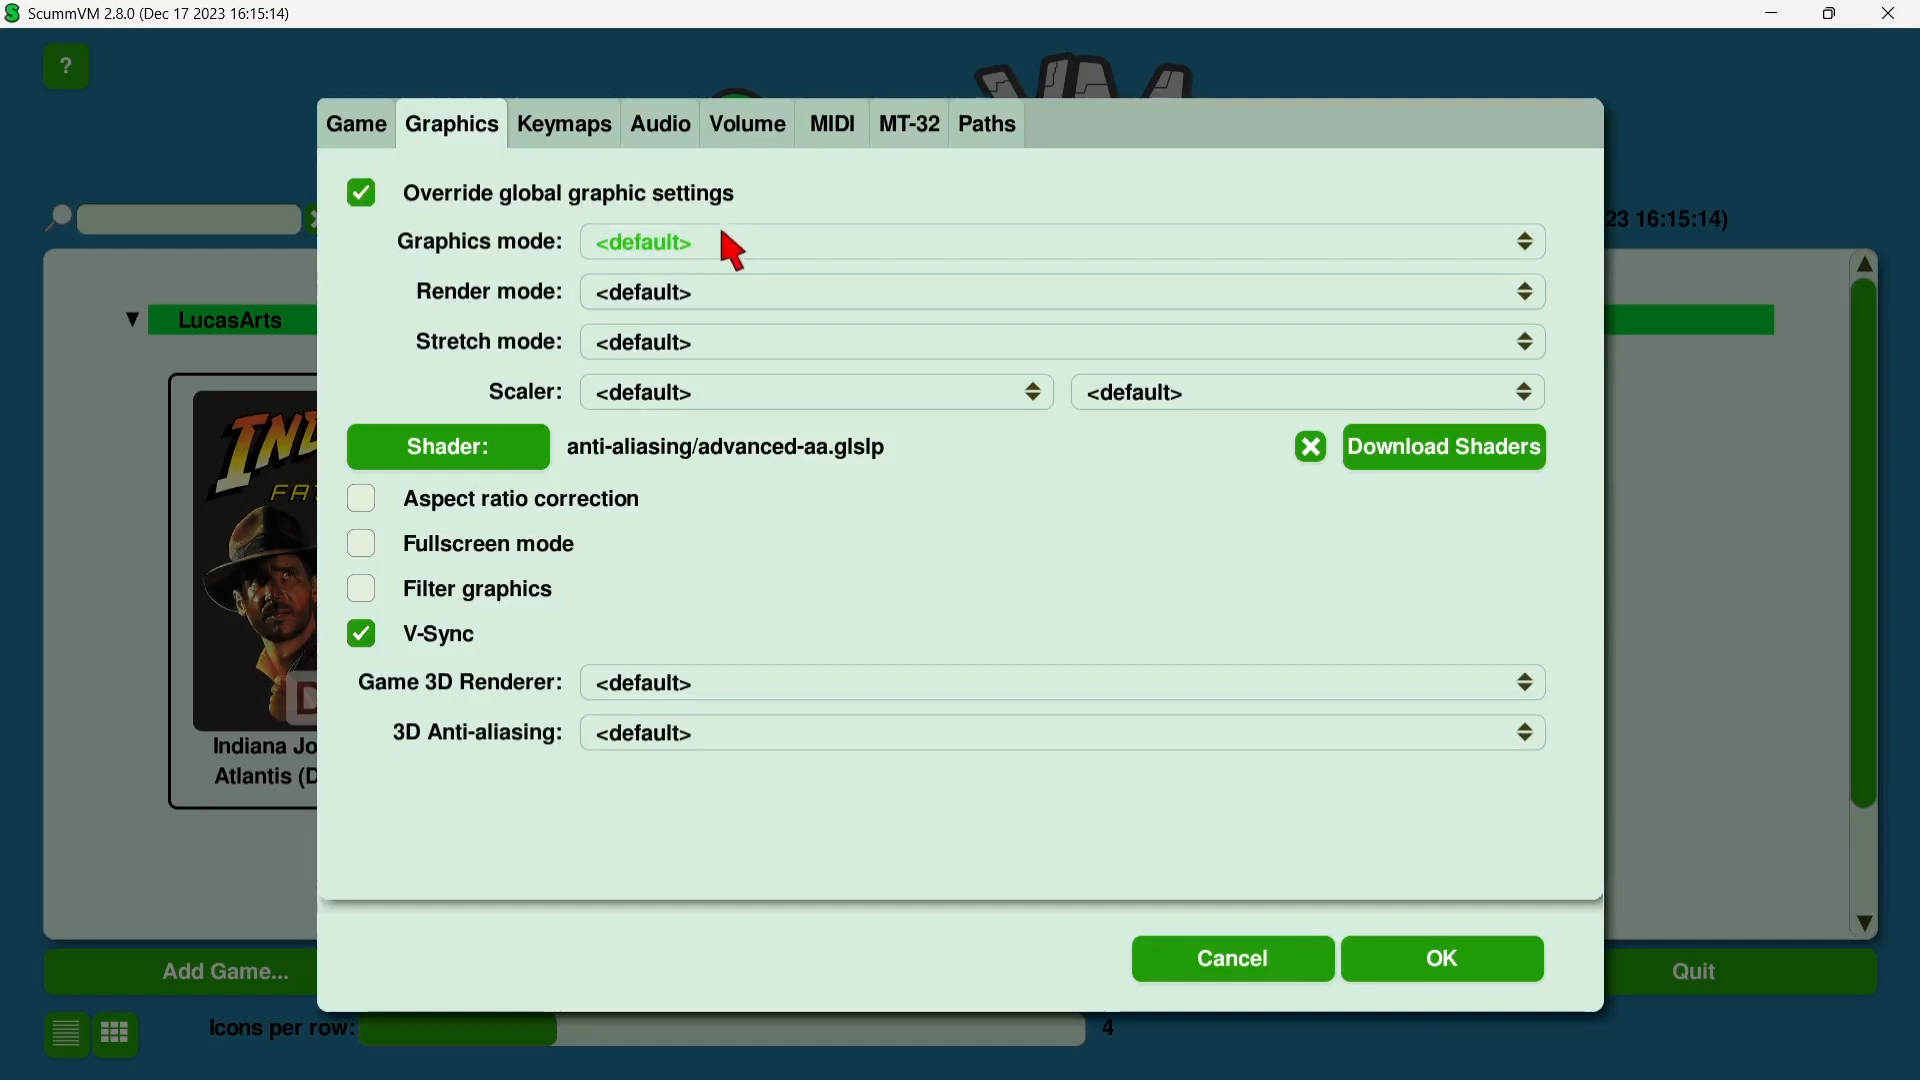 ScummVM 2.8.0 (Dec 17 2023 16:15:14)
?
VM
Game Graphics Keymaps Audio Volume MIDI MT-32 Paths
Override global graphic settings
Graphics mode: <default>
23 16:15:14)
Render mode: <default>
LucasArts
Stretch mode: <default>
Scaler: <default> <default>
Shader: anti-aliasing/advanced-aa.glslp Download Shaders
Aspect ratio correction
Fullscreen mode
Filter graphics
V-Sync
Game 3D Renderer: <default>
3D Anti-aliasing: <default>
IND
FAT
D
Indiana Jo
Atlantis (D
Cancel OK
Add Game... Quit
Icons per row: 4